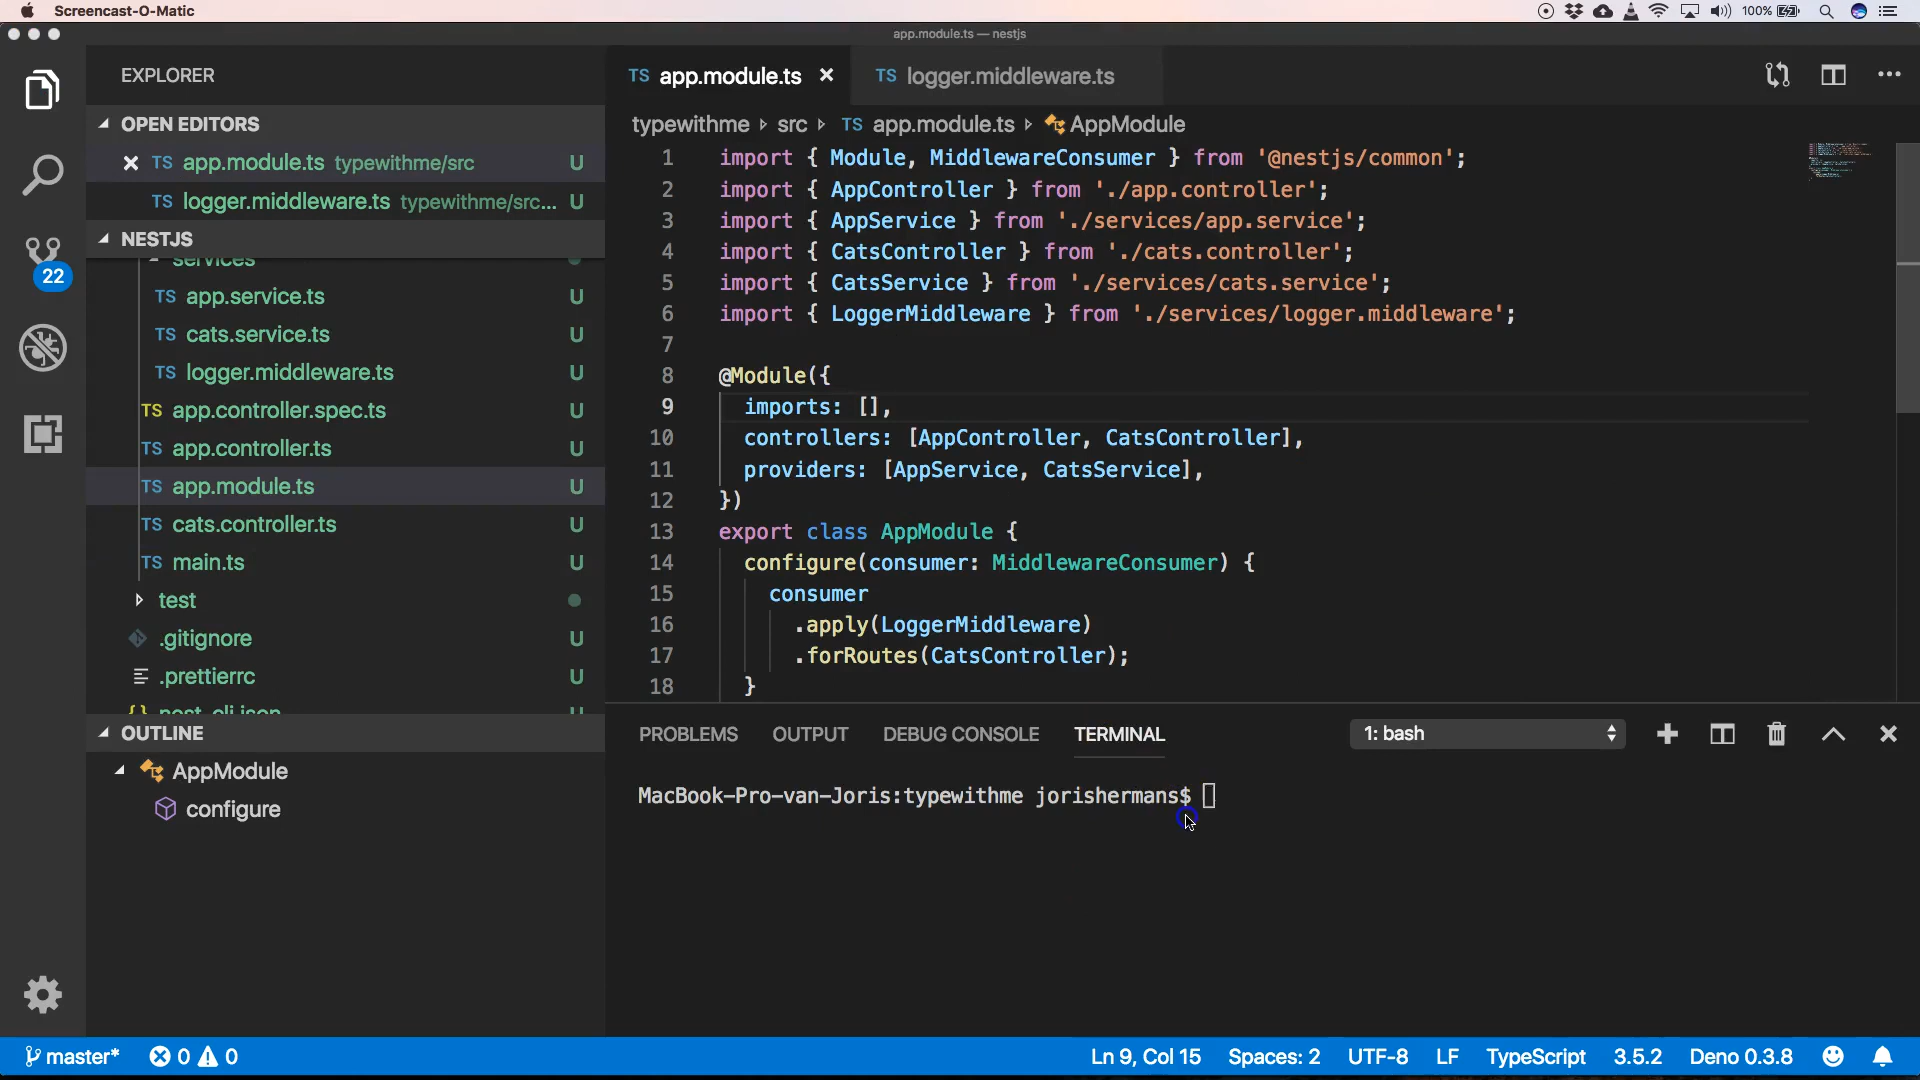 Screencast-O-Matic
100%
app.module.ts — nestjs
EXPLORER
OPEN EDITORS
TS app.module.ts typewithme/src U
TS logger.middleware.ts typewithme/src... U
NESTJS
services
TS app.service.ts U
TS cats.service.ts U
TS logger.middleware.ts U
TS app.controller.spec.ts U
TS app.controller.ts U
TS app.module.ts U
TS cats.controller.ts U
TS main.ts U
test
.gitignore U
.prettierrc U
{} nest-cli.json U
OUTLINE
AppModule
configure
22
TS app.module.ts
TS logger.middleware.ts
typewithme src TS app.module.ts AppModule
1 import { Module, MiddlewareConsumer } from '@nestjs/common';
2 import { AppController } from './app.controller';
3 import { AppService } from './services/app.service';
4 import { CatsController } from './cats.controller';
5 import { CatsService } from './services/cats.service';
6 import { LoggerMiddleware } from './services/logger.middleware';
7
8 @Module({
9 imports: [],
10 controllers: [AppController, CatsController],
11 providers: [AppService, CatsService],
12 })
13 export class AppModule {
14 configure(consumer: MiddlewareConsumer) {
15 consumer
16 .apply(LoggerMiddleware)
17 .forRoutes(CatsController);
18 }
PROBLEMS OUTPUT DEBUG CONSOLE TERMINAL 1: bash
MacBook-Pro-van-Joris:typewithme jorishermans$
master* 0 0 Ln 9, Col 15 Spaces: 2 UTF-8 LF TypeScript 3.5.2 Deno 0.3.8